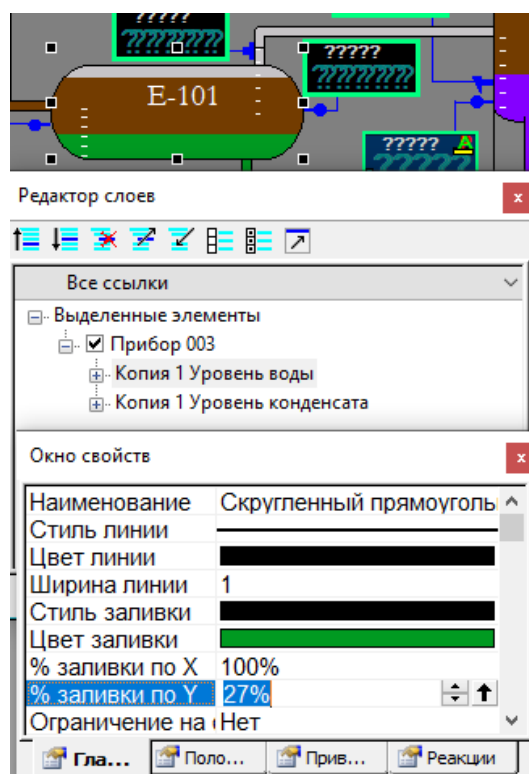 ?????
???????
?????
???????
E-101
?????
A
??????
Редактор слоев
x
Все ссылки
Выделенные элементы
Прибор 003
Копия 1 Уровень воды
Копия 1 Уровень конденсата
Окно свойств
x
Наименование Скругленный прямоуголь
Стиль линии
Цвет линии
Ширина линии 1
Стиль заливки
Цвет заливки
% заливки по X 100%
% заливки по Y 27%
Ограничение на Нет
Гла... Поло... Прив... Реакции